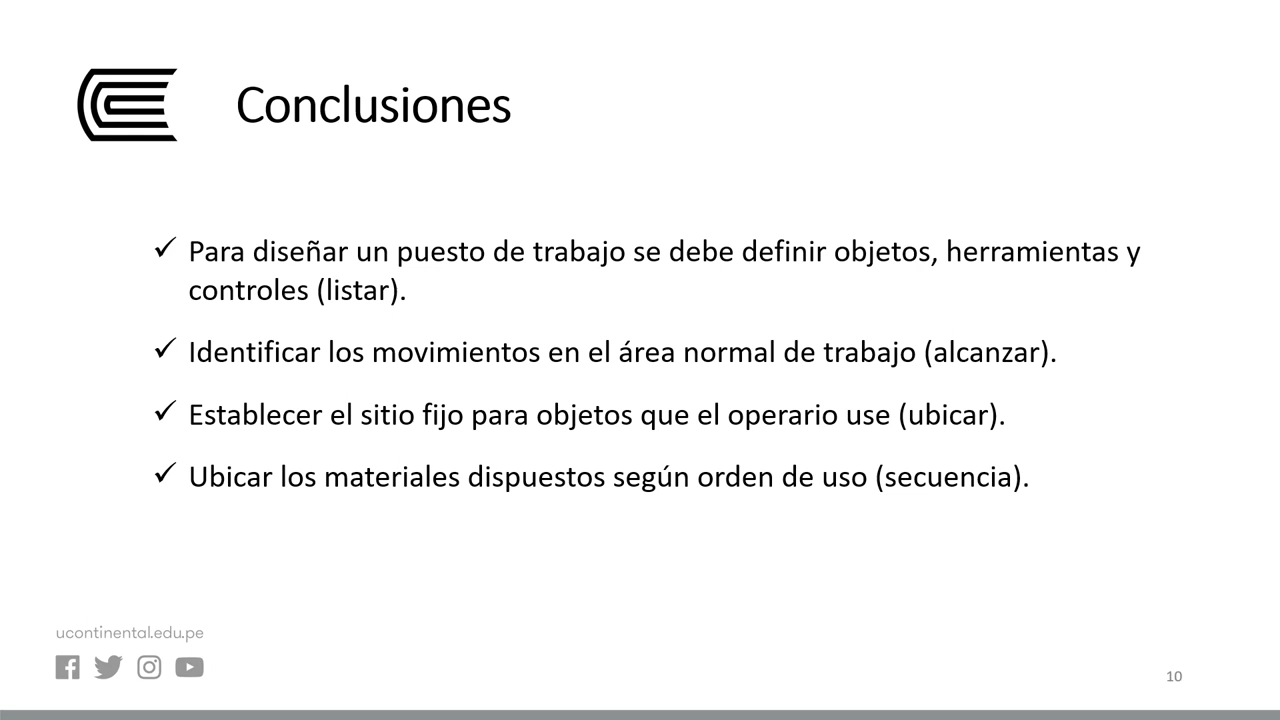 Conclusiones
✓ Para diseñar un puesto de trabajo se debe definir objetos, herramientas y
controles (listar).
✓ Identificar los movimientos en el área normal de trabajo (alcanzar).
✓ Establecer el sitio fijo para objetos que el operario use (ubicar).
✓ Ubicar los materiales dispuestos según orden de uso (secuencia).
ucontinental.edu.pe
10